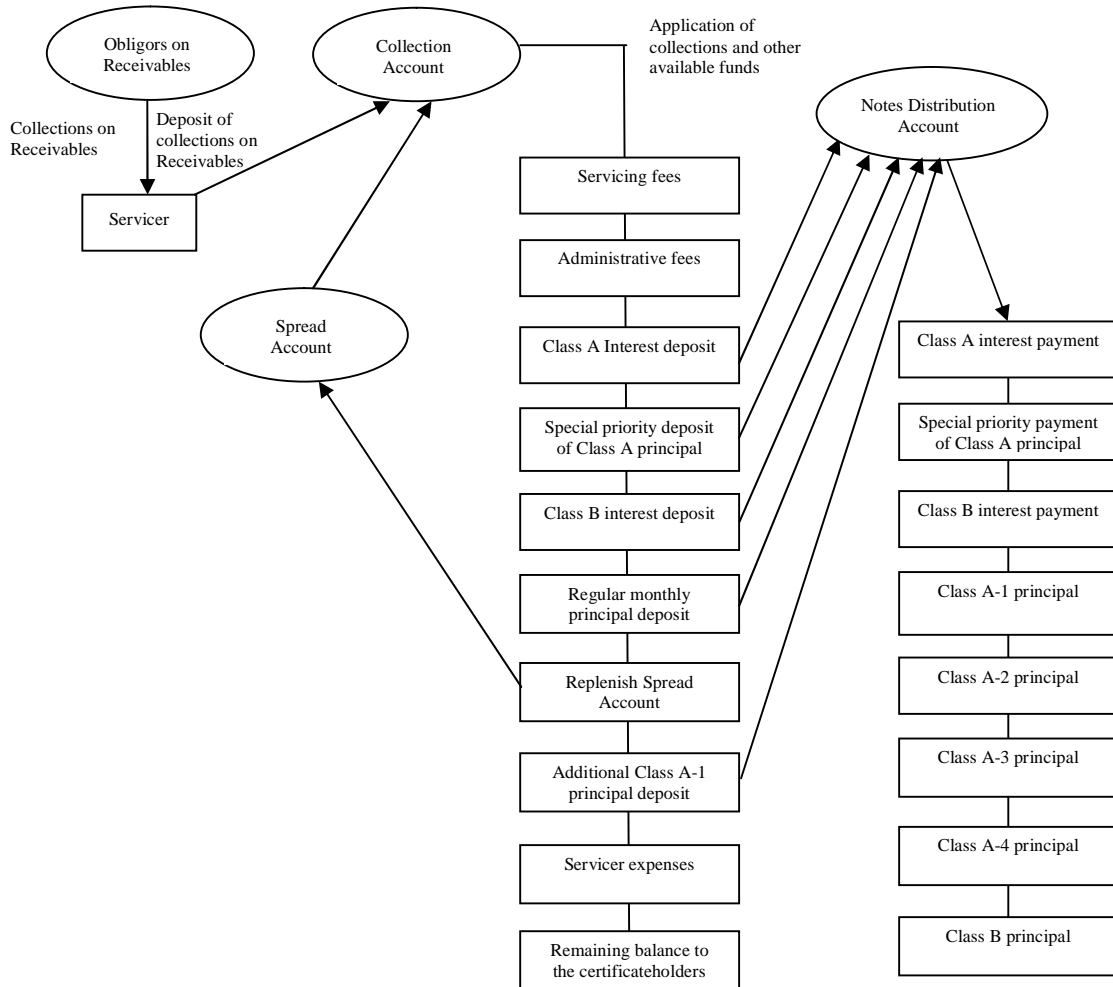 Obligors on
Receivables
Collections on
Receivables
Deposit of
collections on
Receivables
Servicer
Collection
Account
Spread
Account
Application of
collections and other
available funds
Servicing fees
Administrative fees
Class A Interest deposit
Special priority deposit
of Class A principal
Class B interest deposit
Regular monthly
principal deposit
Replenish Spread
Account
Additional Class A-1
principal deposit
Servicer expenses
Remaining balance to
the certificateholders
Notes Distribution
Account
Class A interest payment
Special priority payment
of Class A principal
Class B interest payment
Class A-1 principal
Class A-2 principal
Class A-3 principal
Class A-4 principal
Class B principal